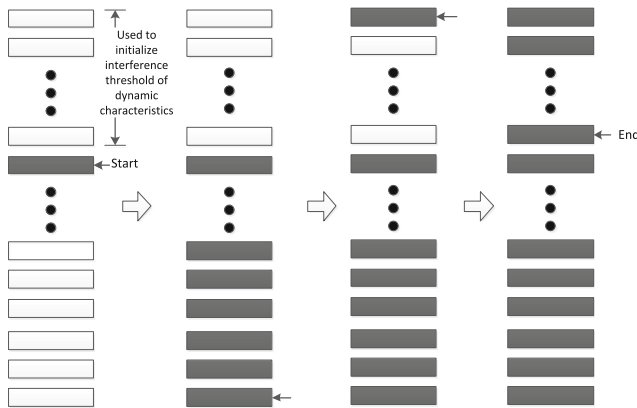 Used to
initialize
interference
threshold of
dynamic
characteristics
Start
End